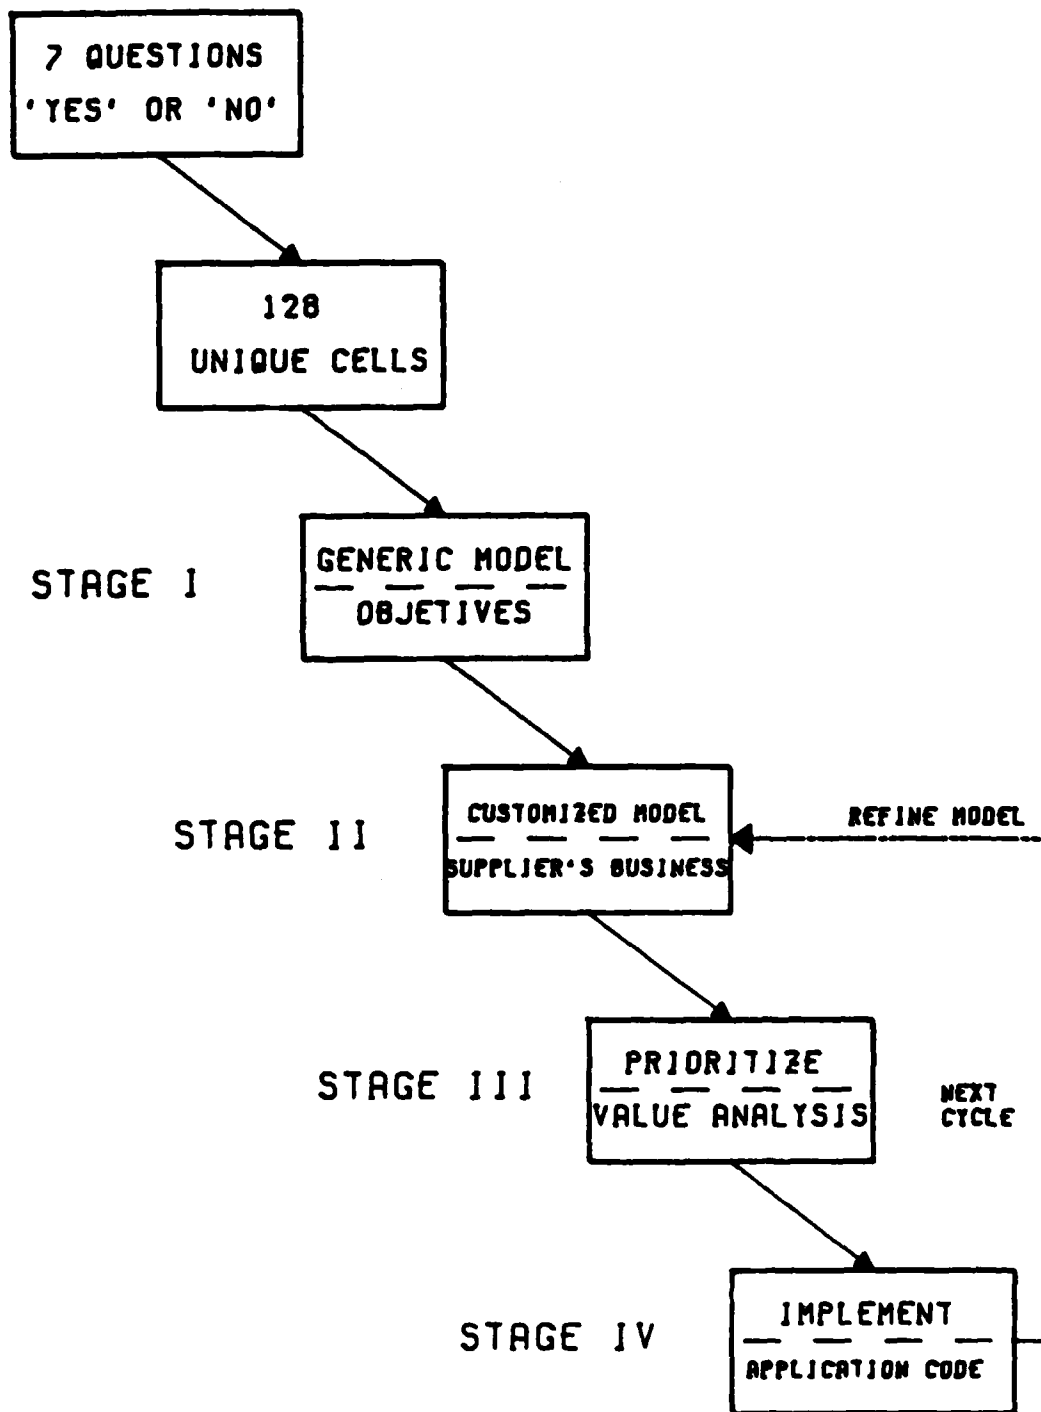 7 QUESTIONS
'YES' OR 'NO'
128
UNIQUE CELLS
STAGE I
GENERIC MODEL
OBJETIVES
STAGE II
CUSTOMIZED MODEL
SUPPLIER'S BUSINESS
REFINE MODEL
STAGE III
PRIORITIZE
VALUE ANALYSIS
NEXT
CYCLE
STAGE IV
IMPLEMENT
APPLICATION CODE